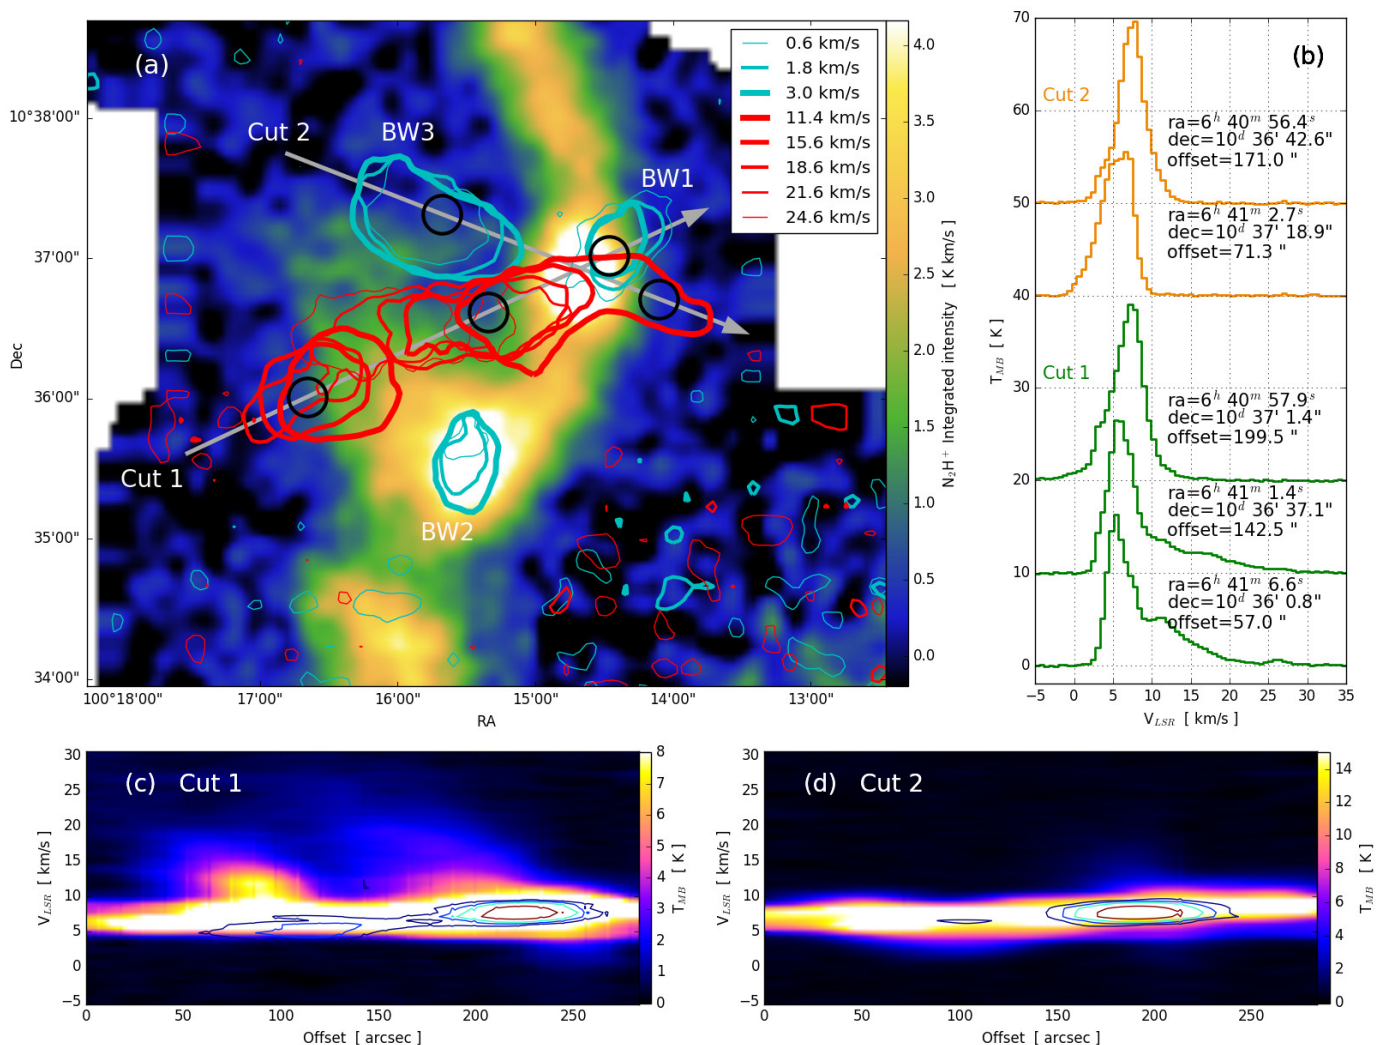 (a)
Cut 2
BW3
BW1
Cut 1
BW2
0.6 km/s
1.8 km/s
3.0 km/s
11.4 km/s
15.6 km/s
18.6 km/s
21.6 km/s
24.6 km/s
10°38'00"
37'00"
36'00"
35'00"
34'00"
Dec
100°18'00"
17'00"
16'00"
15'00"
14'00"
13'00"
RA
4.0
3.5
3.0
2.5
2.0
1.5
1.0
0.5
0.0
N₂H⁺ Integrated intensity [ K km/s ]
(b)
Cut 2
ra=6ʰ 40ᵐ 56.4ˢ
dec=10ᵈ 36' 42.6"
offset=171.0 "
ra=6ʰ 41ᵐ 2.7ˢ
dec=10ᵈ 37' 18.9"
offset=71.3 "
Cut 1
ra=6ʰ 40ᵐ 57.9ˢ
dec=10ᵈ 37' 1.4"
offset=199.5 "
ra=6ʰ 41ᵐ 1.4ˢ
dec=10ᵈ 36' 37.1"
offset=142.5 "
ra=6ʰ 41ᵐ 6.6ˢ
dec=10ᵈ 36' 0.8"
offset=57.0 "
70
60
50
40
30
20
10
0
T_MB [ K ]
−5 0 5 10 15 20 25 30 35
V_LSR [ km/s ]
(c) Cut 1
30
25
20
15
10
5
0
−5
V_LSR [ km/s ]
0 50 100 150 200 250
Offset [ arcsec ]
8
7
6
5
4
3
2
1
0
T_MB [ K ]
(d) Cut 2
30
25
20
15
10
5
0
−5
V_LSR [ km/s ]
0 50 100 150 200 250
Offset [ arcsec ]
14
12
10
8
6
4
2
0
T_MB [ K ]